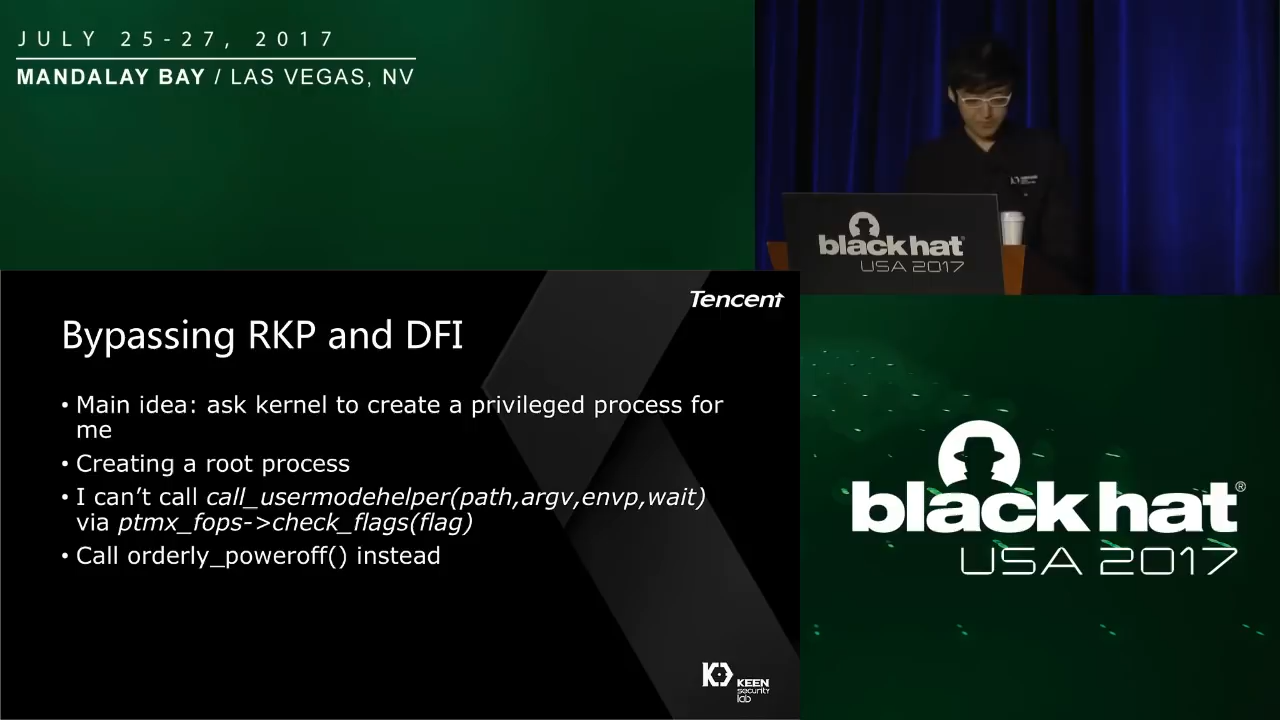 JULY 25-27, 2017
MANDALAY BAY / LAS VEGAS, NV
black hat®
USA 2017
Tencent
Bypassing RKP and DFI
• Main idea: ask kernel to create a privileged process for
me
• Creating a root process
• I can’t call call_usermodehelper(path,argv,envp,wait)
via ptmx_fops->check_flags(flag)
• Call orderly_poweroff() instead
KEEN
security
lab
black hat®
USA 2017